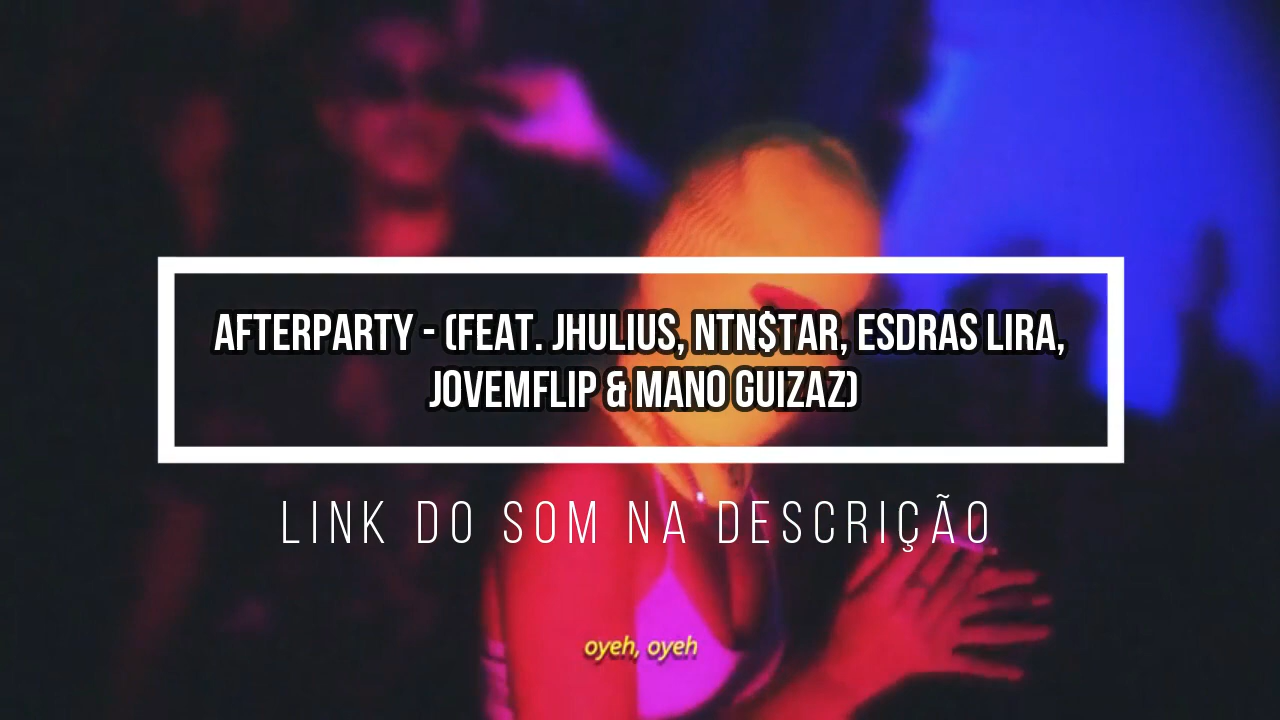 AFTERPARTY - (FEAT. JHULIUS, NTN$TAR, ESDRAS LIRA,
JOVEMFLIP & MANO GUIZAZ)
LINK DO SOM NA DESCRIÇÃO
oyeh, oyeh